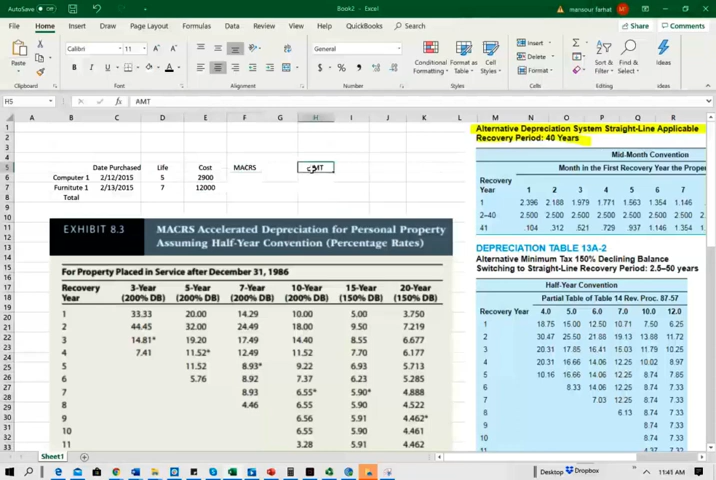 AutoSave Off
Book2 - Excel
mansour farhat MF
File Home Insert Draw Page Layout Formulas Data Review View Help QuickBooks Search Share Comments
Paste
Calibri 11
General
Conditional Formatting Format as Table Cell Styles
Insert
Delete
Format
Sort & Filter Find & Select Ideas
Clipboard Font Alignment Number Styles Cells Editing Ideas
H5 AMT
A B C D E F G H I J K L M N O P Q R
Date Purchased Life Cost MACRS
Computer 1 2/12/2015 5 2900
Furnitute 1 2/13/2015 7 12000
Total
EXHIBIT 8.3 MACRS Accelerated Depreciation for Personal Property
Assuming Half-Year Convention (Percentage Rates)
For Property Placed in Service after December 31, 1986
Recovery Year 3-Year (200% DB) 5-Year (200% DB) 7-Year (200% DB) 10-Year (200% DB) 15-Year (150% DB) 20-Year (150% DB)
1 33.33 20.00 14.29 10.00 5.00 3.750
2 44.45 32.00 24.49 18.00 9.50 7.219
3 14.81* 19.20 17.49 14.40 8.55 6.677
4 7.41 11.52* 12.49 11.52 7.70 6.177
5 11.52 8.93* 9.22 6.93 5.713
6 5.76 8.92 7.37 6.23 5.285
7 8.93 6.55* 5.90* 4.888
8 4.46 6.55 5.90 4.522
9 6.56 5.91 4.462*
10 6.55 5.90 4.461
11 3.28 5.91 4.462
Alternative Depreciation System Straight-Line Applicable
Recovery Period: 40 Years
Mid-Month Convention
Month in the First Recovery Year the Proper
Recovery Year 1 2 3 4 5 6 7
1 2.396 2.188 1.979 1.771 1.563 1.354 1.146
2–40 2.500 2.500 2.500 2.500 2.500 2.500 2.500
41 .104 .312 .521 .729 .937 1.146 1.354
DEPRECIATION TABLE 13A-2
Alternative Minimum Tax 150% Declining Balance
Switching to Straight-Line Recovery Period: 2.5–50 years
Half-Year Convention
Partial Table of Table 14 Rev. Proc. 87-57
Recovery Year 4.0 5.0 6.0 7.0 10.0 12.0
1 18.75 15.00 12.50 10.71 7.50 6.25
2 30.47 25.50 21.88 19.13 13.88 11.72
3 20.31 17.85 16.41 15.03 11.79 10.25
4 20.31 16.66 14.06 12.25 10.02 8.97
5 10.16 16.66 14.06 12.25 8.74 7.85
6 8.33 14.06 12.25 8.74 7.33
7 7.03 12.25 8.74 7.33
8 6.13 8.74 7.33
9 8.74 7.33
10 8.74 7.33
Sheet1
Desktop Dropbox 11:41 AM